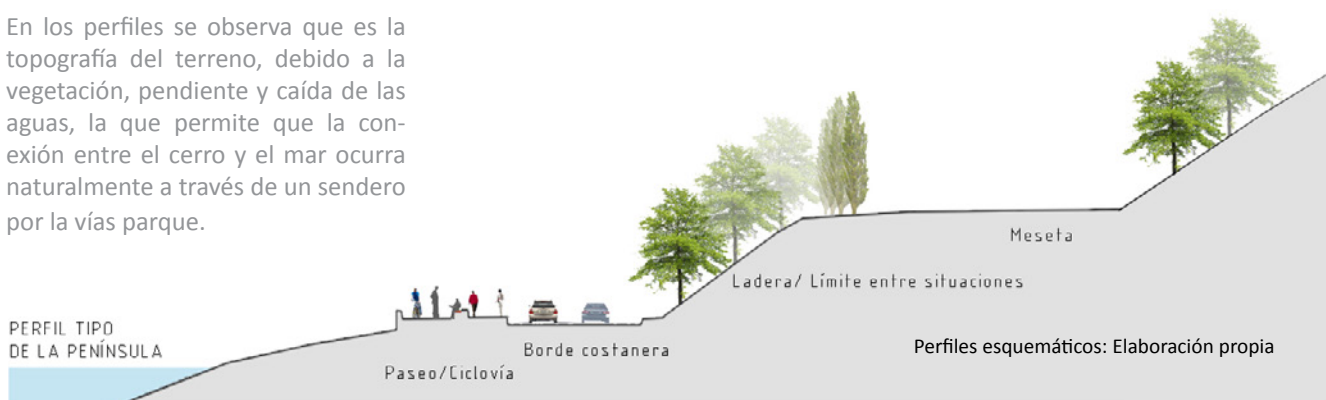 En los perfiles se observa que es la
topografía del terreno, debido a la
vegetación, pendiente y caída de las
aguas, la que permite que la con-
exión entre el cerro y el mar ocurra
naturalmente a través de un sendero
por la vías parque.
Meseta
Ladera/ Límite entre situaciones
PERFIL TIPO
DE LA PENÍNSULA
Borde costanera
Perfiles esquemáticos: Elaboración propia
Paseo/Ciclovía